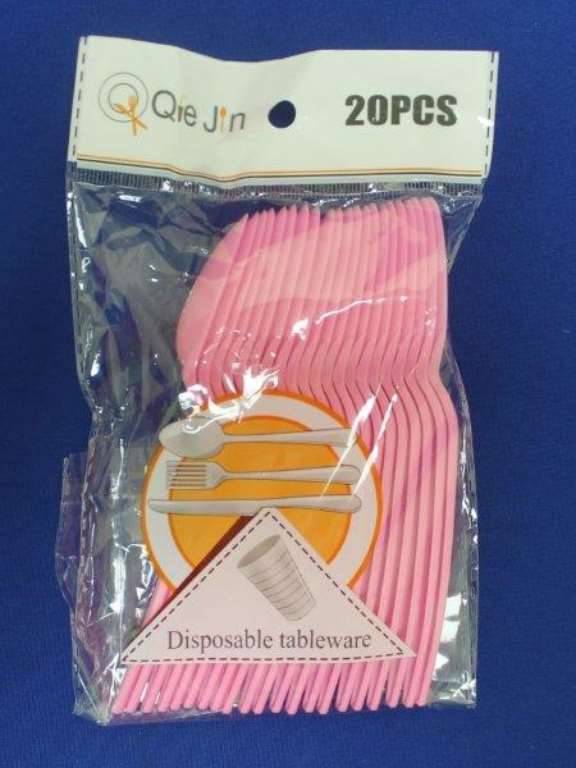 Qie Jin
20PCS
Disposable tableware